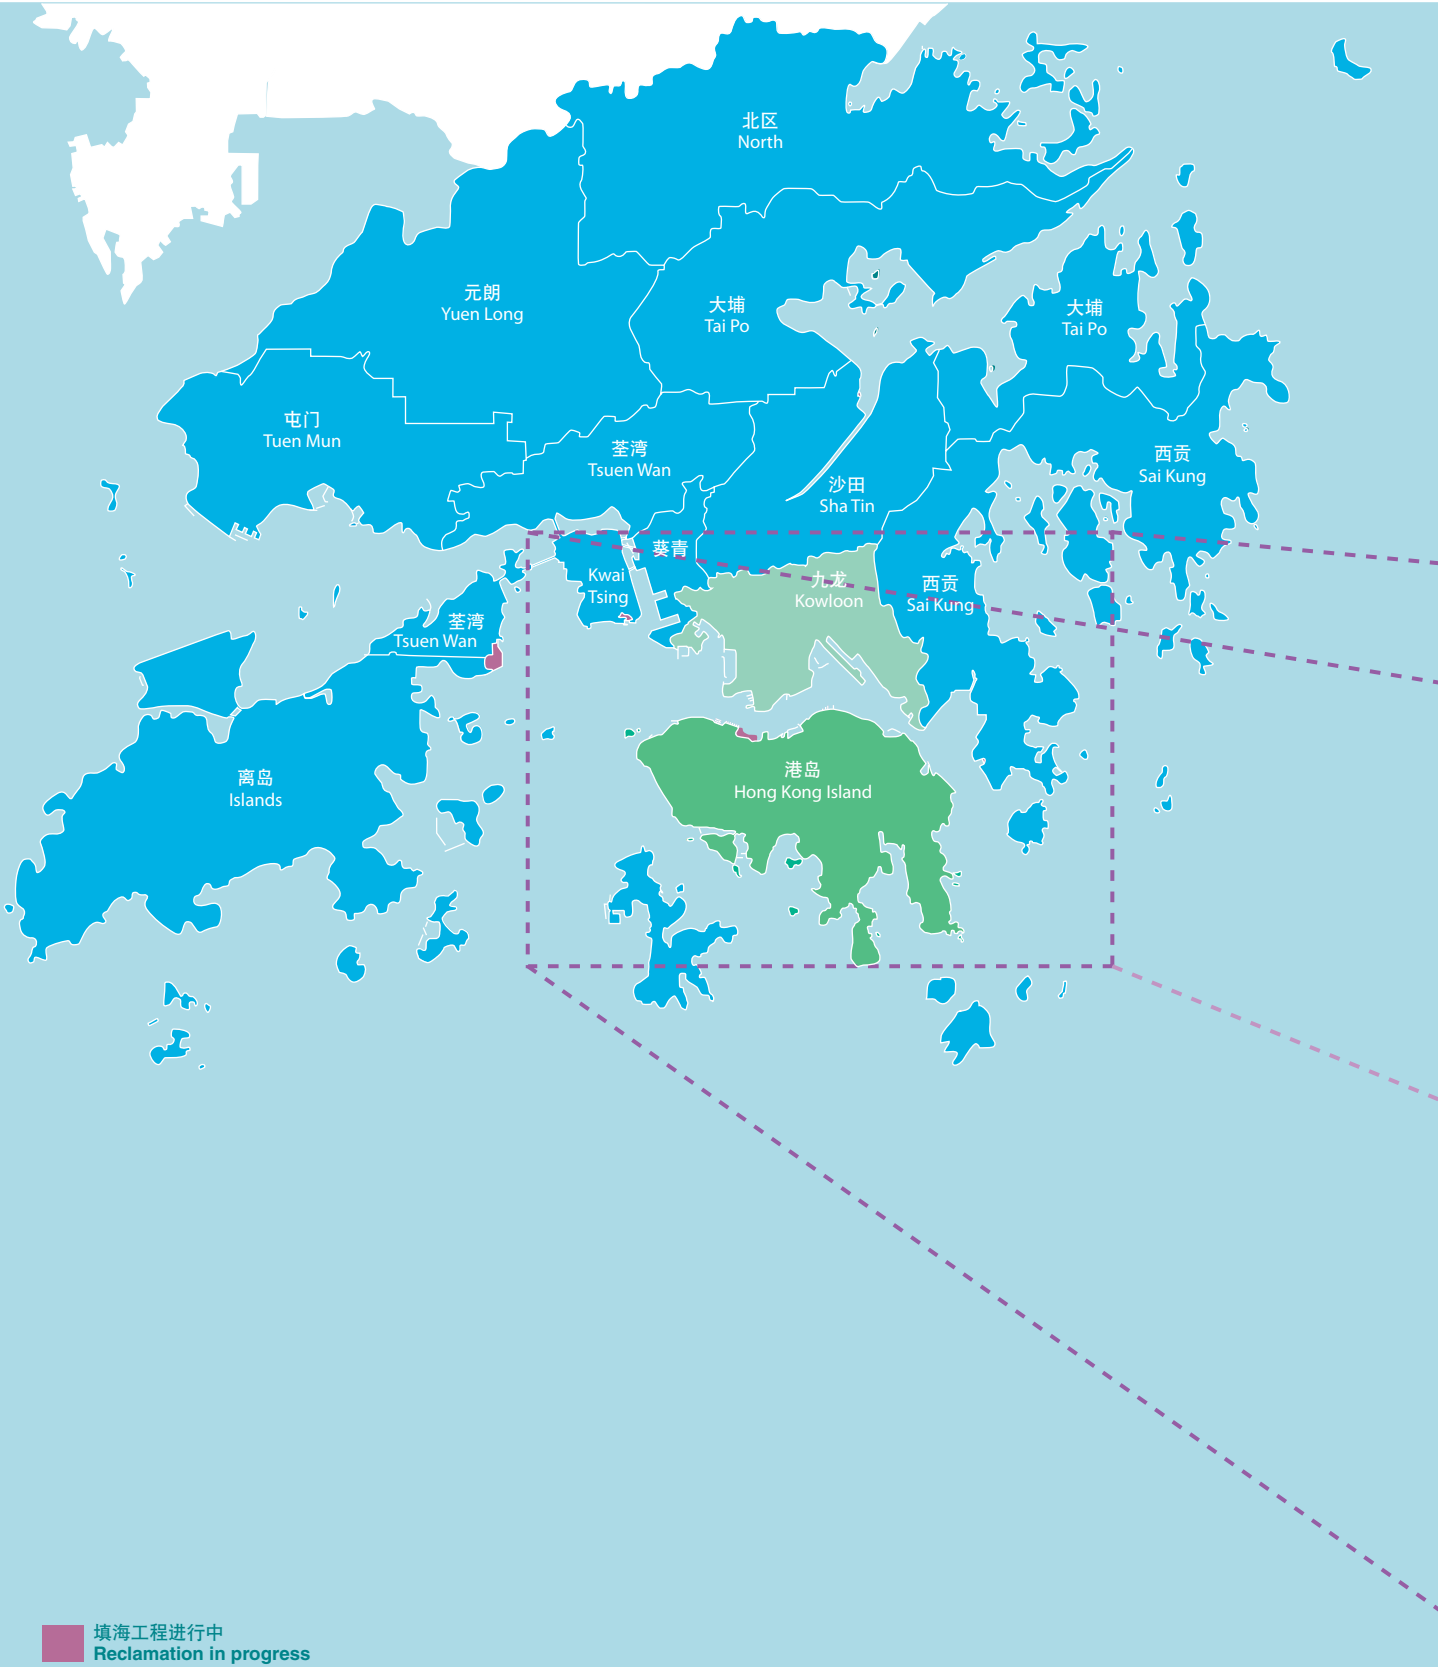 北区
North
元朗
Yuen Long
大埔
Tai Po
大埔
Tai Po
屯门
Tuen Mun
荃湾
Tsuen Wan
西贡
Sai Kung
沙田
Sha Tin
葵青
Kwai
Tsing
九龙
Kowloon
西贡
Sai Kung
荃湾
Tsuen Wan
离岛
Islands
港岛
Hong Kong Island
填海工程进行中
Reclamation in progress